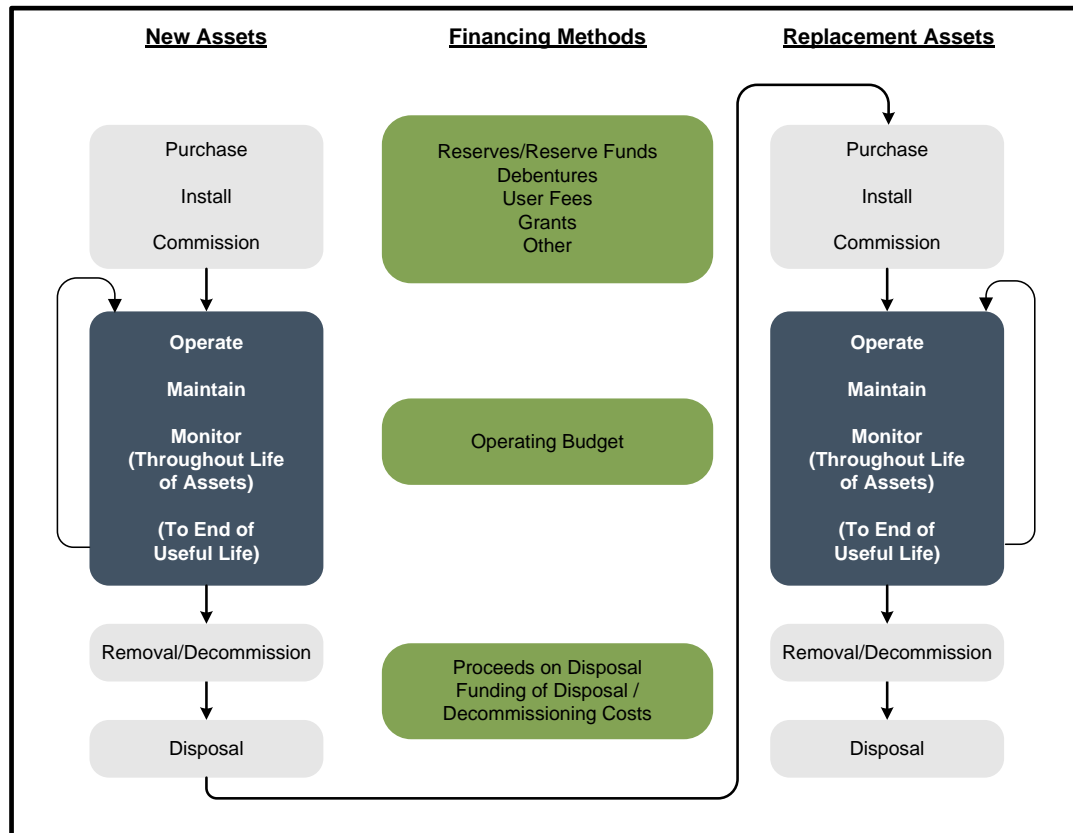 New Assets
Financing Methods
Replacement Assets
Purchase
Install
Commission
Operate
Maintain
Monitor
(Throughout Life
of Assets)
(To End of
Useful Life)
Removal/Decommission
Disposal
Reserves/Reserve Funds
Debentures
User Fees
Grants
Other
Operating Budget
Proceeds on Disposal
Funding of Disposal /
Decommissioning Costs
Purchase
Install
Commission
Operate
Maintain
Monitor
(Throughout Life
of Assets)
(To End of
Useful Life)
Removal/Decommission
Disposal